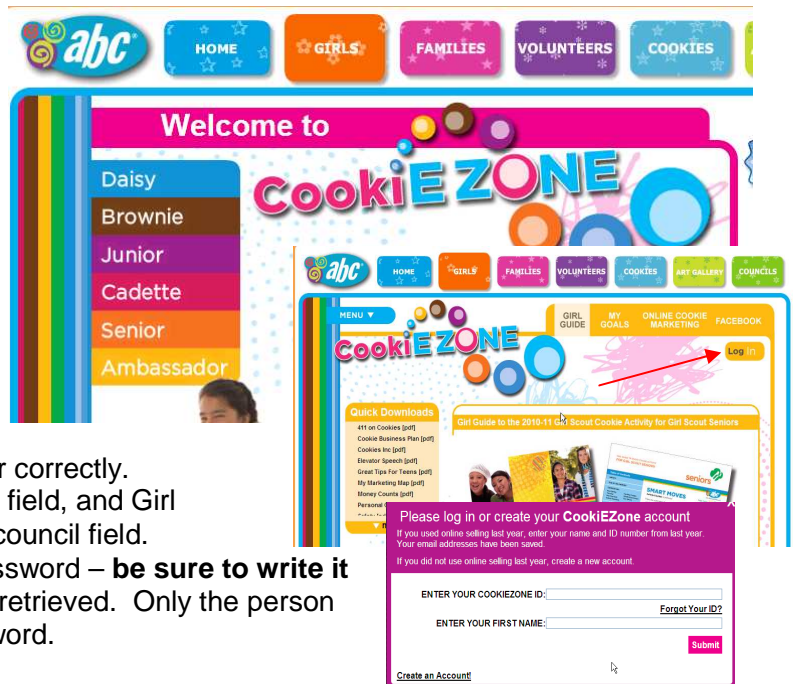 abc
HOME
GIRLS
FAMILIES
VOLUNTEERS
COOKIES
Welcome to
CookiE ZONE
Daisy
Brownie
Junior
Cadette
Senior
Ambassador
abc
HOME
GIRLS
FAMILIES
VOLUNTEERS
COOKIES
ART GALLERY
COUNCILS
MENU ▼
CookiE ZONE
GIRL GUIDE
MY GOALS
ONLINE COOKIE MARKETING
FACEBOOK
Log In
Quick Downloads
411 on Cookies [pdf]
Cookie Business Plan [pdf]
Cookies Inc [pdf]
Elevator Speech [pdf]
Great Tips For Teens [pdf]
My Marketing Map [pdf]
Money Counts [pdf]
Personal
Girl Guide to the 2010-11 Girl Scout Cookie Activity for Girl Scout Seniors
seniors
SMART MOVES
r correctly.
field, and Girl
council field.
ssword – be sure to write it
retrieved. Only the person
word.
Please log in or create your CookiEZone account
If you used online selling last year, enter your name and ID number from last year.
Your email addresses have been saved.
If you did not use online selling last year, create a new account.
ENTER YOUR COOKIEZONE ID:
Forgot Your ID?
ENTER YOUR FIRST NAME:
Submit
Create an Account!